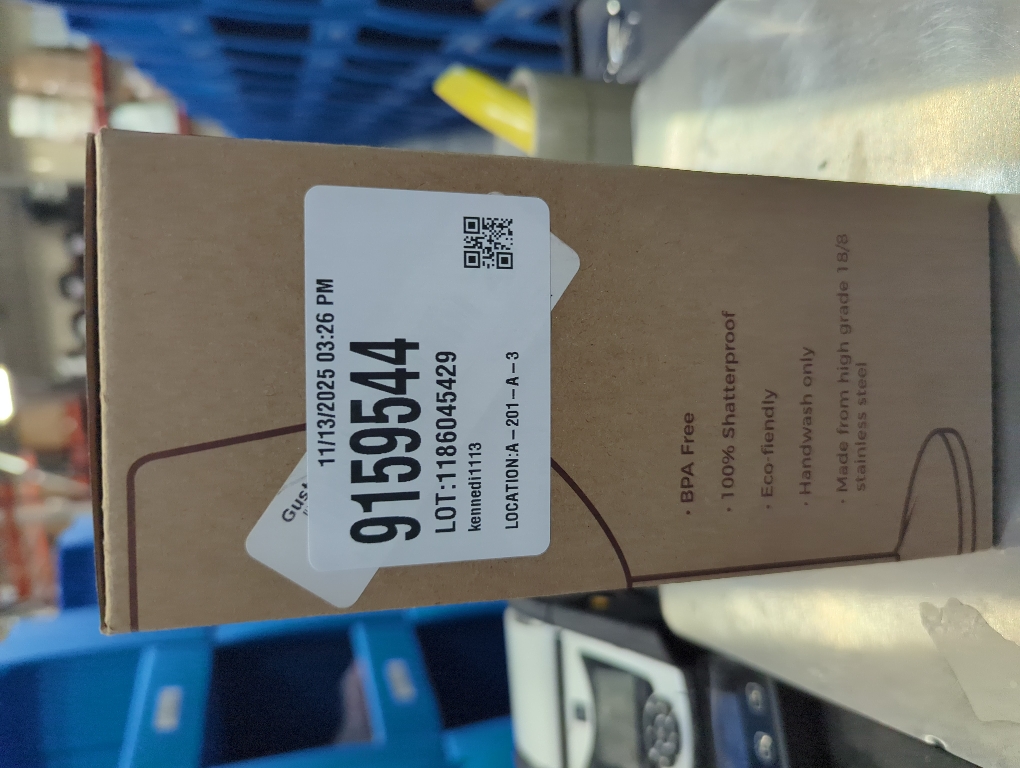 11/13/2025 03:26 PM
9159544
LOT:1186045429
kennedi1113
LOCATION:A-201-A-3
Gust
· BPA Free
· 100% Shatterproof
· Eco-fiendly
· Handwash only
· Made from high grade 18/8
stainless steel